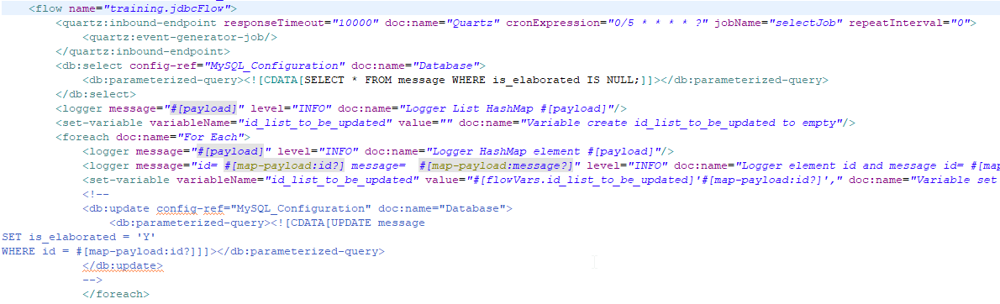 <flow name="training.jdbcFlow">
<quartz:inbound-endpoint responseTimeout="10000" doc:name="Quartz" cronExpression="0/5 * * * * ?" jobName="selectJob" repeatInterval="0">
<quartz:event-generator-job/>
</quartz:inbound-endpoint>
<db:select config-ref="MySQL_Configuration" doc:name="Database">
<db:parameterized-query><![CDATA[SELECT * FROM message WHERE is_elaborated IS NULL;]]></db:parameterized-query>
</db:select>
<logger message="#[payload]" level="INFO" doc:name="Logger List HashMap #[payload]"/>
<set-variable variableName="id_list_to_be_updated" value="" doc:name="Variable create id_list_to_be_updated to empty"/>
<foreach doc:name="For Each">
<logger message="#[payload]" level="INFO" doc:name="Logger HashMap element #[payload]"/>
<logger message="id= #[map-payload:id?] message=  #[map-payload:message?]" level="INFO" doc:name="Logger element id and message id= #[map
<set-variable variableName="id_list_to_be_updated" value="#[flowVars.id_list_to_be_updated]'#[map-payload:id?]'," doc:name="Variable set
<!--
<db:update config-ref="MySQL_Configuration" doc:name="Database">
<db:parameterized-query><![CDATA[UPDATE message
SET is_elaborated = 'Y'
WHERE id = #[map-payload:id?]]]></db:parameterized-query>
</db:update>
-->
</foreach>